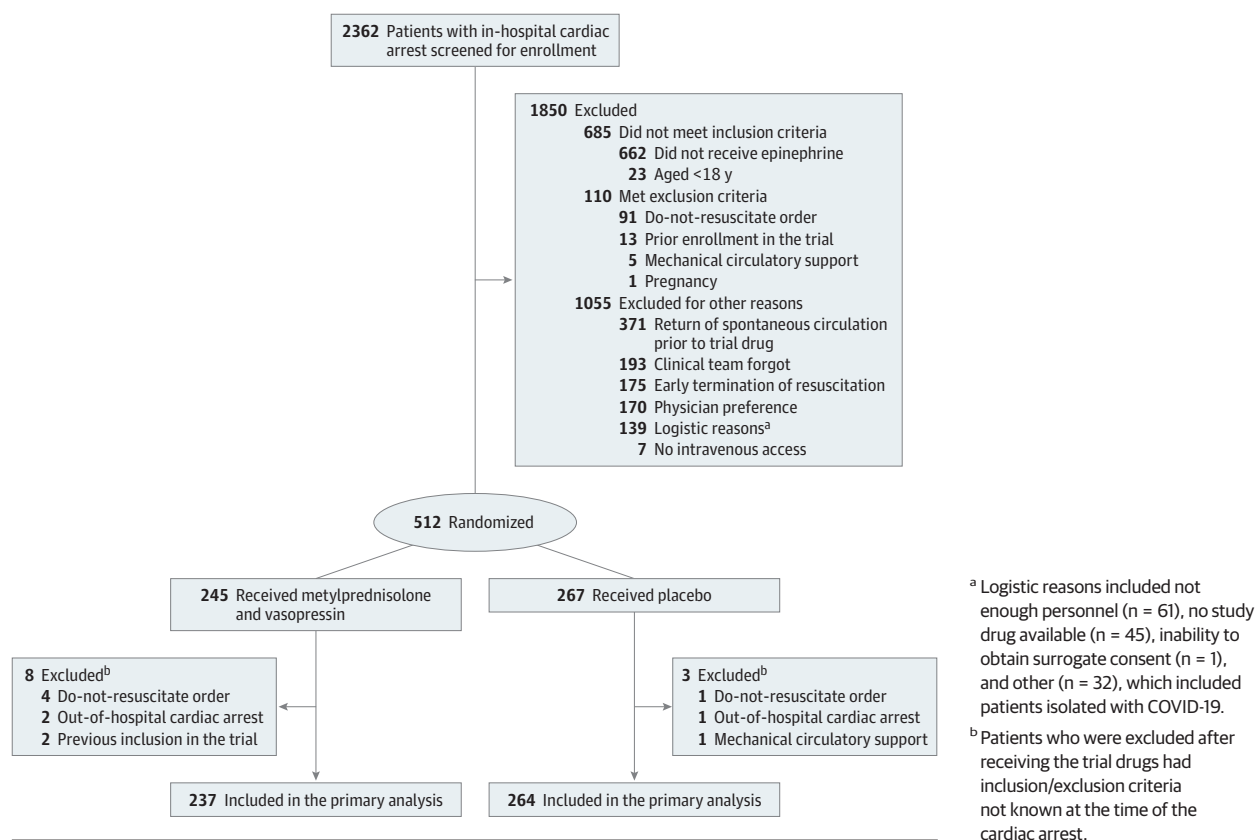 2362 Patients with in-hospital cardiac
arrest screened for enrollment
1850 Excluded
685 Did not meet inclusion criteria
662 Did not receive epinephrine
23 Aged <18 y
110 Met exclusion criteria
91 Do-not-resuscitate order
13 Prior enrollment in the trial
5 Mechanical circulatory support
1 Pregnancy
1055 Excluded for other reasons
371 Return of spontaneous circulation
prior to trial drug
193 Clinical team forgot
175 Early termination of resuscitation
170 Physician preference
139 Logistic reasonsa
7 No intravenous access
512 Randomized
245 Received metylprednisolone
and vasopressin
267 Received placebo
8 Excludedb
4 Do-not-resuscitate order
2 Out-of-hospital cardiac arrest
2 Previous inclusion in the trial
3 Excludedb
1 Do-not-resuscitate order
1 Out-of-hospital cardiac arrest
1 Mechanical circulatory support
237 Included in the primary analysis
264 Included in the primary analysis
a Logistic reasons included not
enough personnel (n = 61), no study
drug available (n = 45), inability to
obtain surrogate consent (n = 1),
and other (n = 32), which included
patients isolated with COVID-19.
b Patients who were excluded after
receiving the trial drugs had
inclusion/exclusion criteria
not known at the time of the
cardiac arrest.